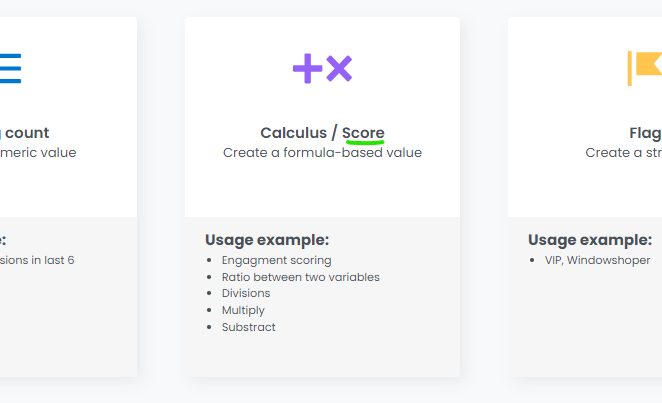 count
meric value
:
sions in last 6
Calculus / Score
Create a formula-based value
Usage example:
Engagment scoring
Ratio between two variables
Divisions
Multiply
Substract
Flag
Create a str
Usage example:
VIP, Windowshoper